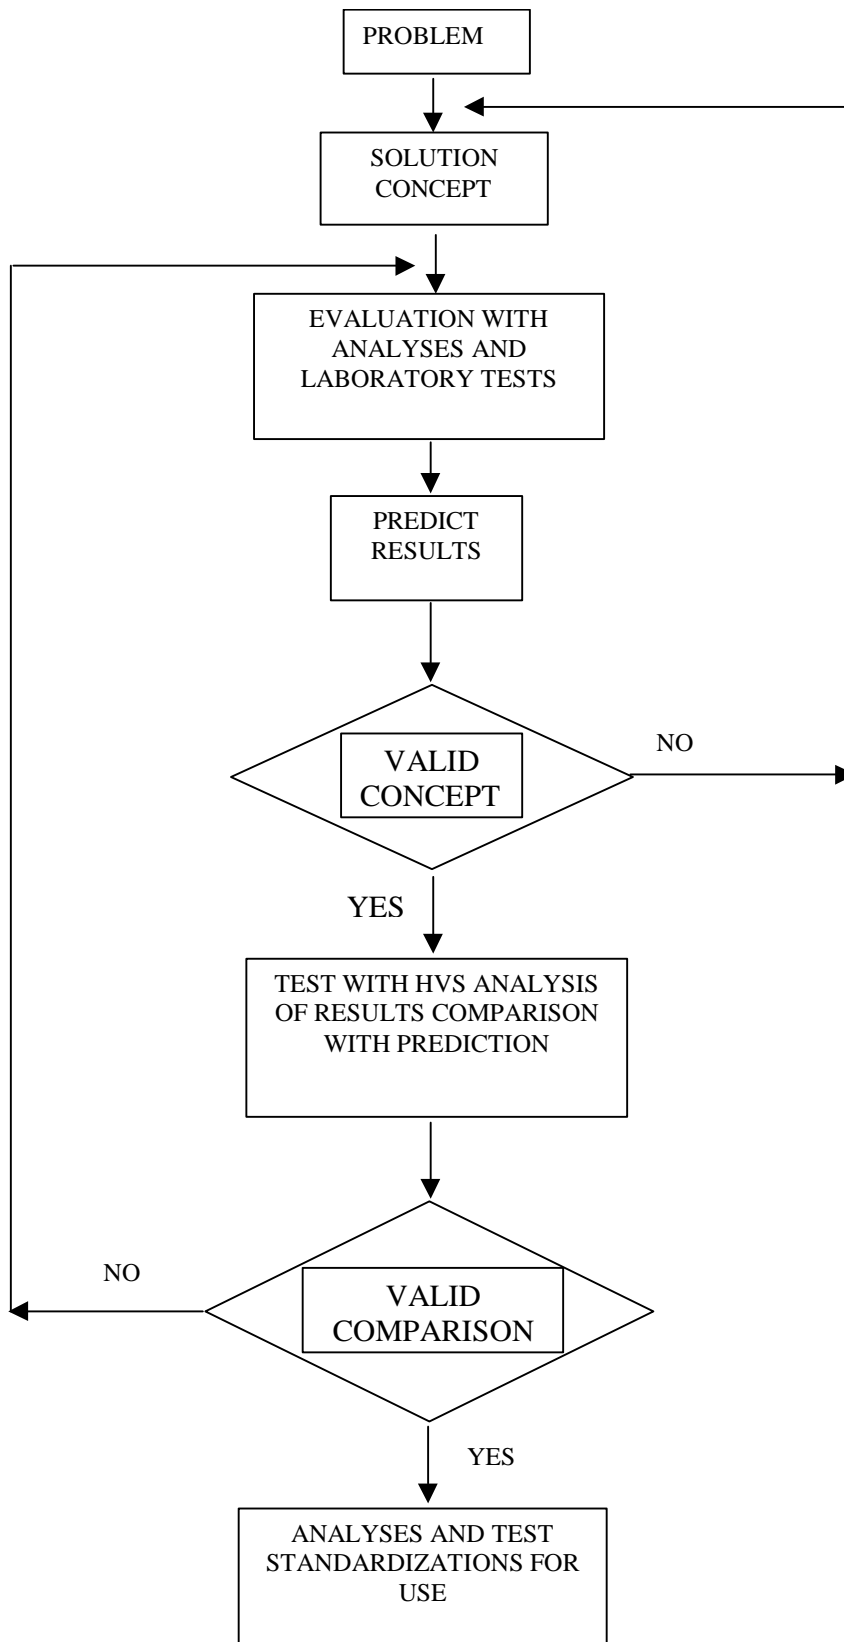 PROBLEM
SOLUTION
CONCEPT
EVALUATION WITH
ANALYSES AND
LABORATORY TESTS
PREDICT
RESULTS
VALID
CONCEPT
NO
YES
TEST WITH HVS ANALYSIS
OF RESULTS COMPARISON
WITH PREDICTION
NO
VALID
COMPARISON
YES
ANALYSES AND TEST
STANDARDIZATIONS FOR
USE